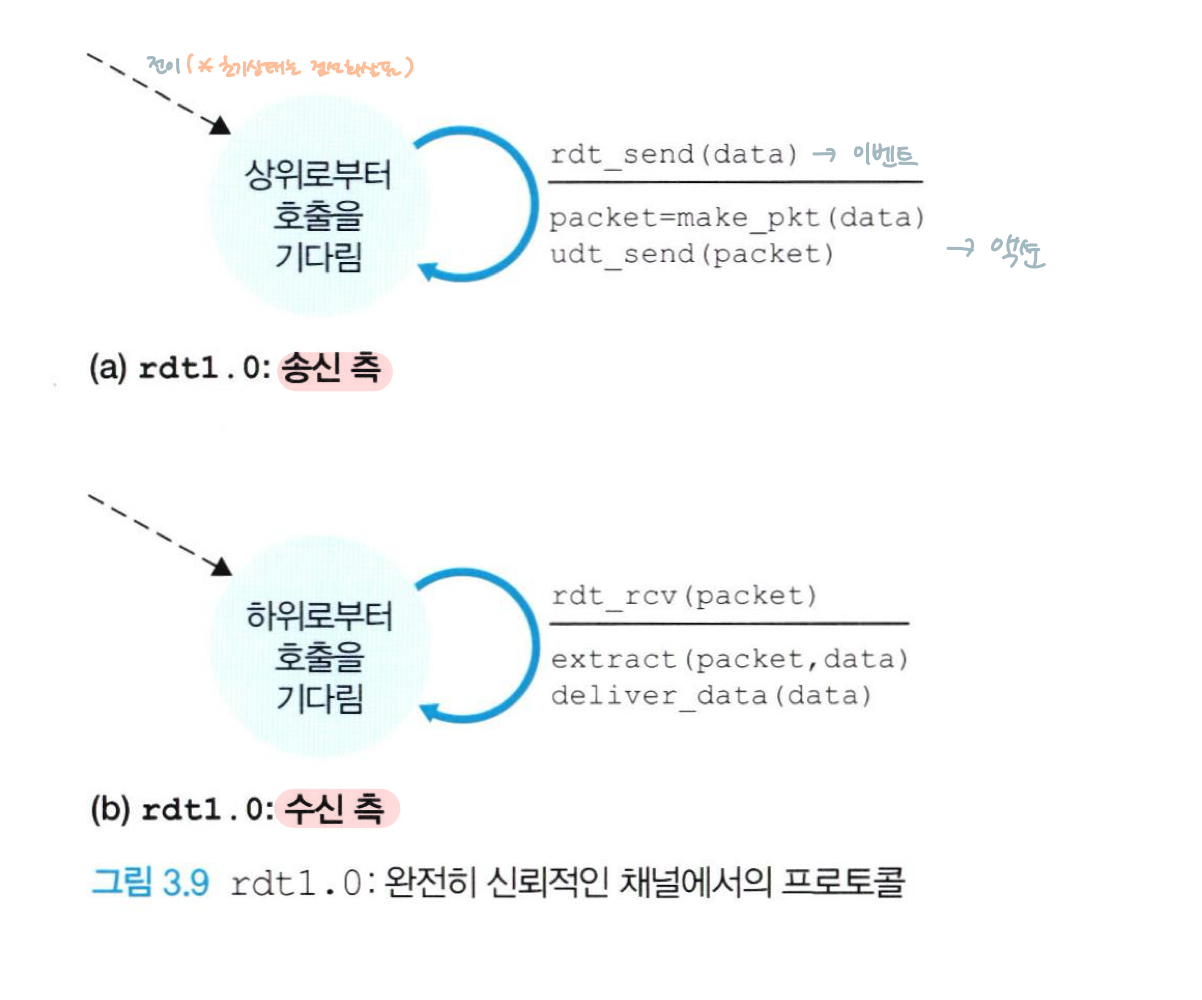 전이 (* 초기상태는 점선화살표)
상위로부터
호출을
기다림
rdt_send(data) → 이벤트
packet=make_pkt(data)
udt_send(packet)
→ 액션
(a) rdt1.0: 송신 측
하위로부터
호출을
기다림
rdt_rcv(packet)
extract(packet,data)
deliver_data(data)
(b) rdt1.0: 수신 측
그림 3.9 rdt1.0: 완전히 신뢰적인 채널에서의 프로토콜